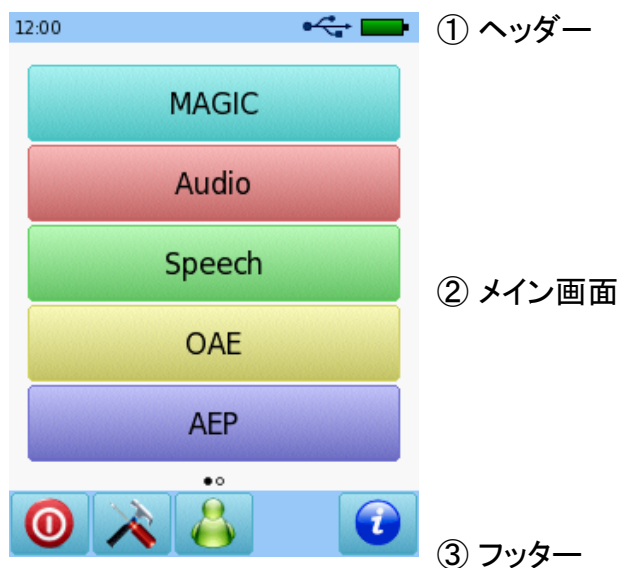 12:00
① ヘッダー
MAGIC
Audio
Speech
② メイン画面
OAE
AEP
③ フッター